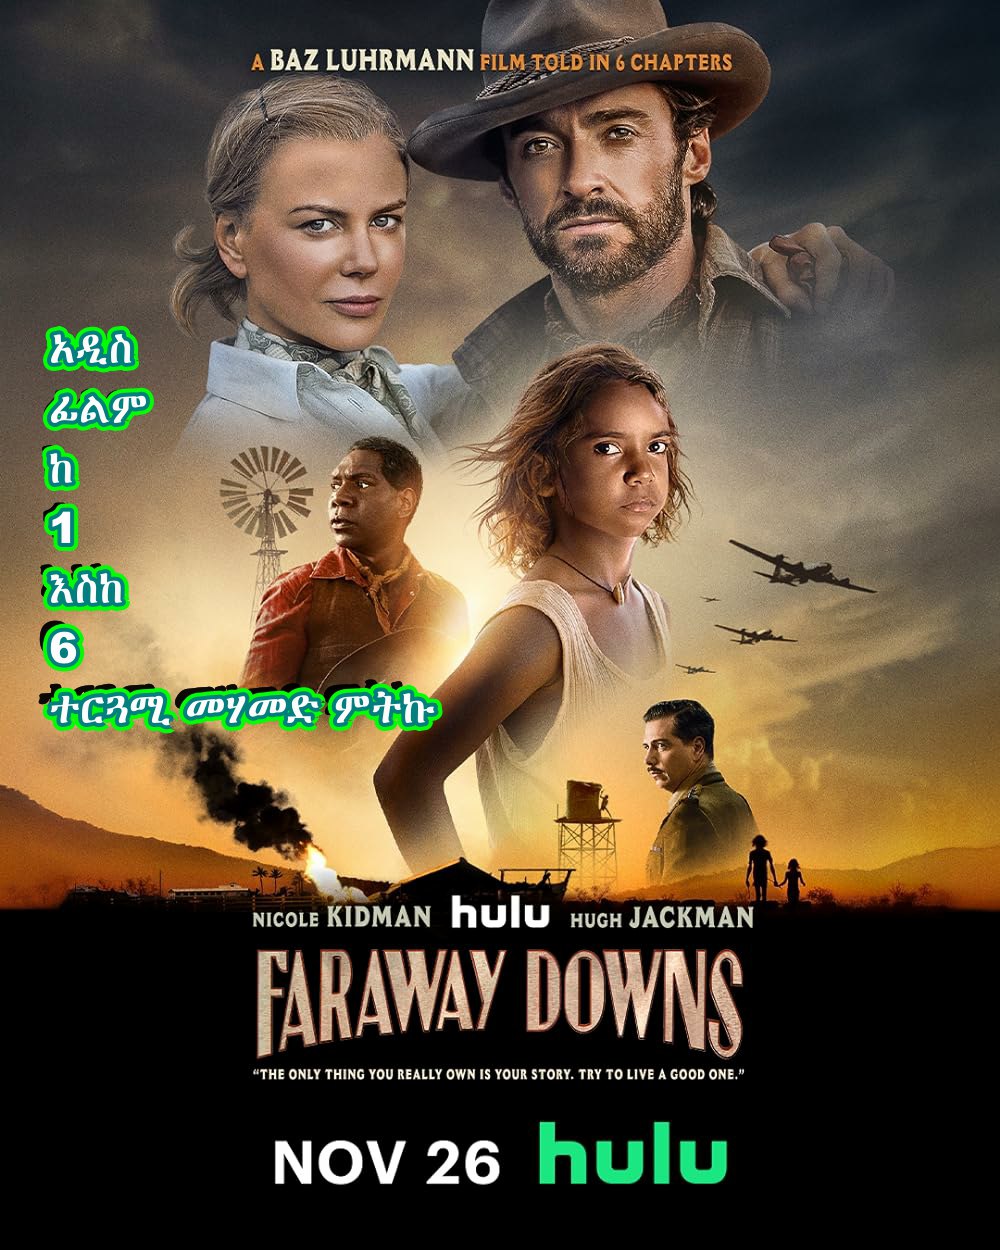 A BAZ LUHRMANN FILM TOLD IN 6 CHAPTERS
አዲስ
ፊልም
ከ
1
እስከ
6
ተርጓሚ መሃመድ ምትኩ
NICOLE KIDMAN hulu HUGH JACKMAN
FARAWAY DOWNS
“THE ONLY THING YOU REALLY OWN IS YOUR STORY. TRY TO LIVE A GOOD ONE.”
NOV 26 hulu